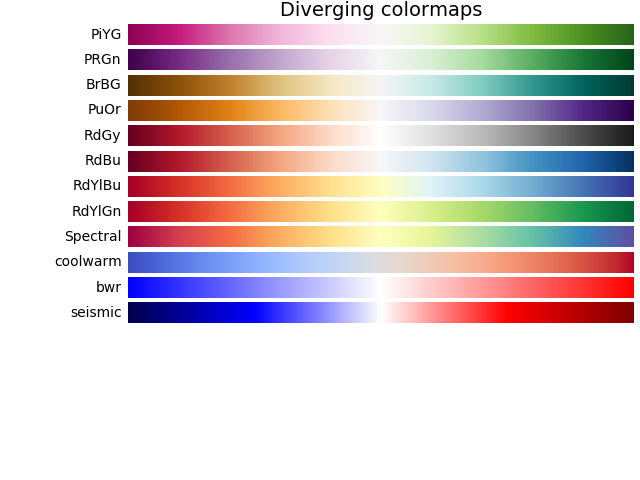 Diverging colormaps
PiYG
PRGn
BrBG
PuOr
RdGy
RdBu
RdYlBu
RdYlGn
Spectral
coolwarm
bwr
seismic